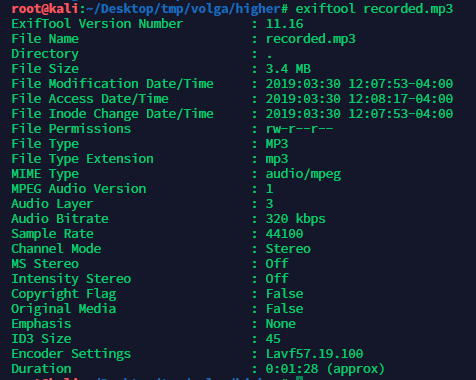 root@kali:~/Desktop/tmp/volga/higher# exiftool recorded.mp3
ExifTool Version Number : 11.16
File Name : recorded.mp3
Directory : .
File Size : 3.4 MB
File Modification Date/Time : 2019:03:30 12:07:53-04:00
File Access Date/Time : 2019:03:30 12:08:17-04:00
File Inode Change Date/Time : 2019:03:30 12:07:53-04:00
File Permissions : rw-r--r--
File Type : MP3
File Type Extension : mp3
MIME Type : audio/mpeg
MPEG Audio Version : 1
Audio Layer : 3
Audio Bitrate : 320 kbps
Sample Rate : 44100
Channel Mode : Stereo
MS Stereo : Off
Intensity Stereo : Off
Copyright Flag : False
Original Media : False
Emphasis : None
ID3 Size : 45
Encoder Settings : Lavf57.19.100
Duration : 0:01:28 (approx)